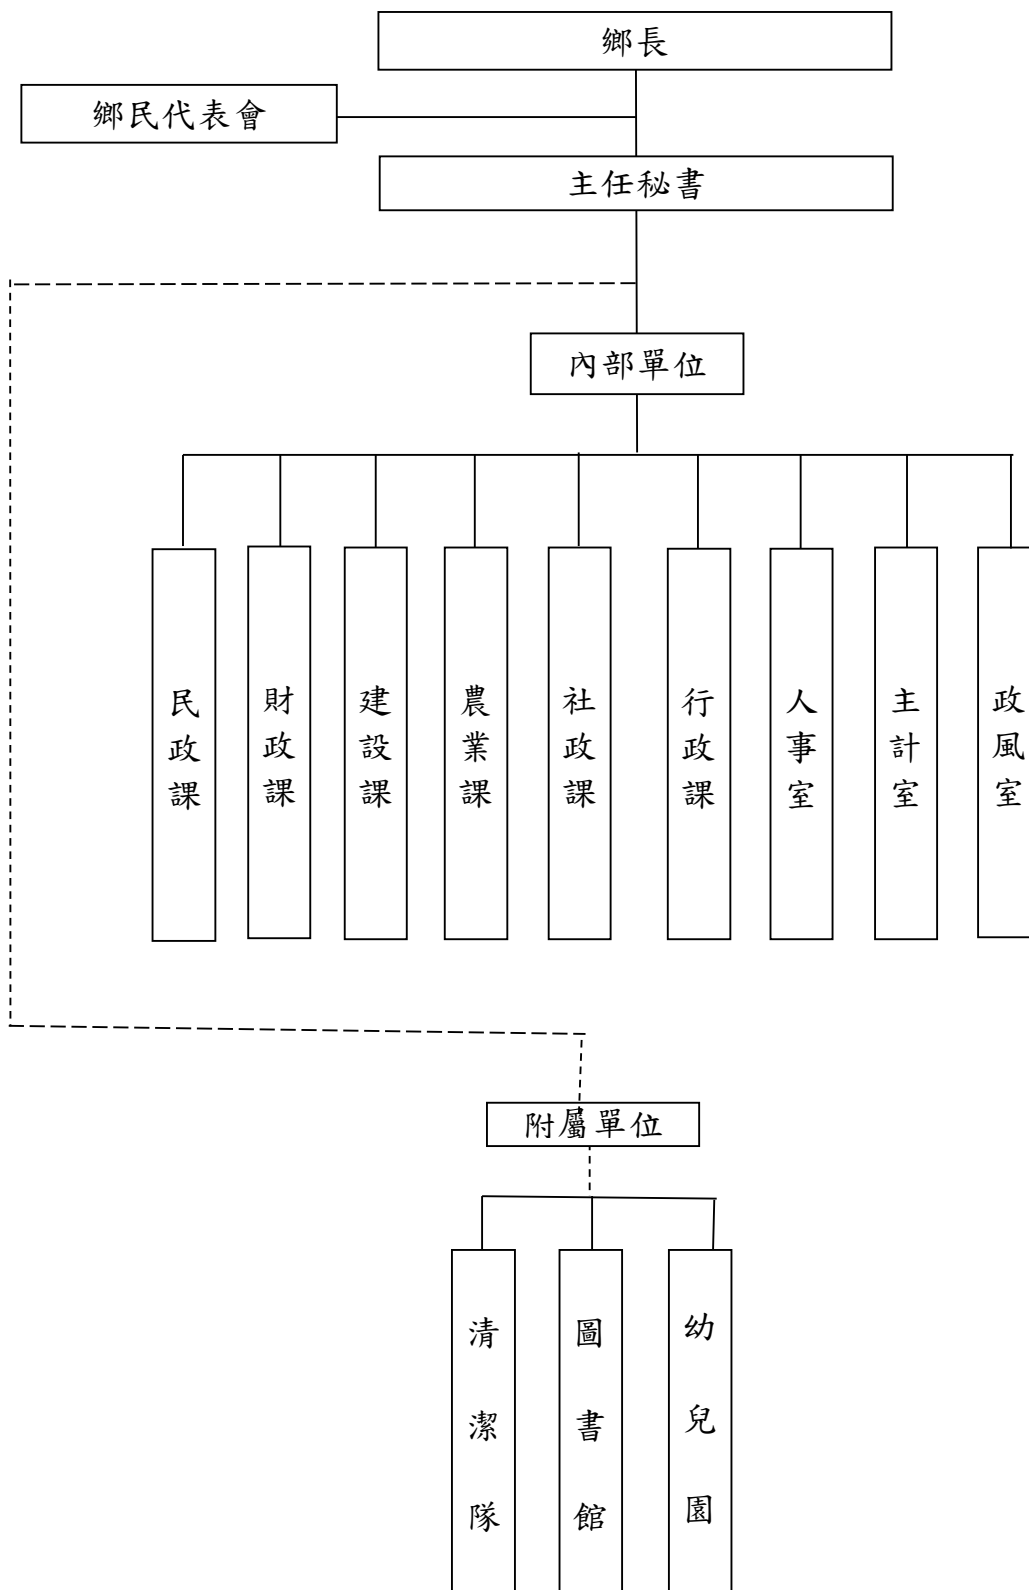 鄉長
鄉民代表會
主任秘書
內部單位
民政課
財政課
建設課
農業課
社政課
行政課
人事室
主計室
政風室
附屬單位
清潔隊
圖書館
幼兒園